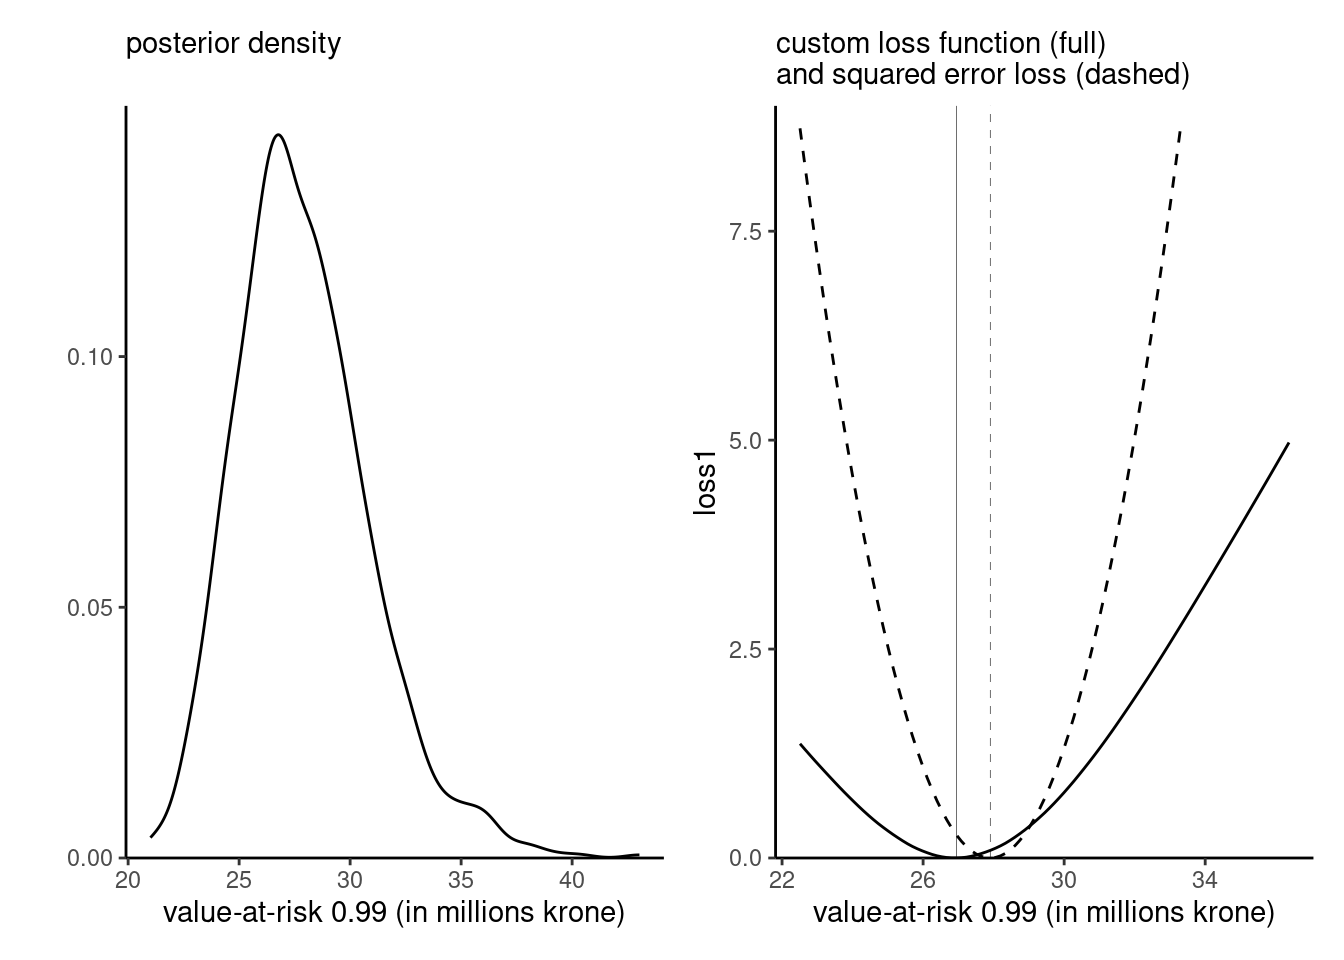 posterior density
0.10
0.05
0.00
20 25 30 35 40
value-at-risk 0.99 (in millions krone)
custom loss function (full)
and squared error loss (dashed)
loss1
7.5
5.0
2.5
0.0
22 26 30 34
value-at-risk 0.99 (in millions krone)